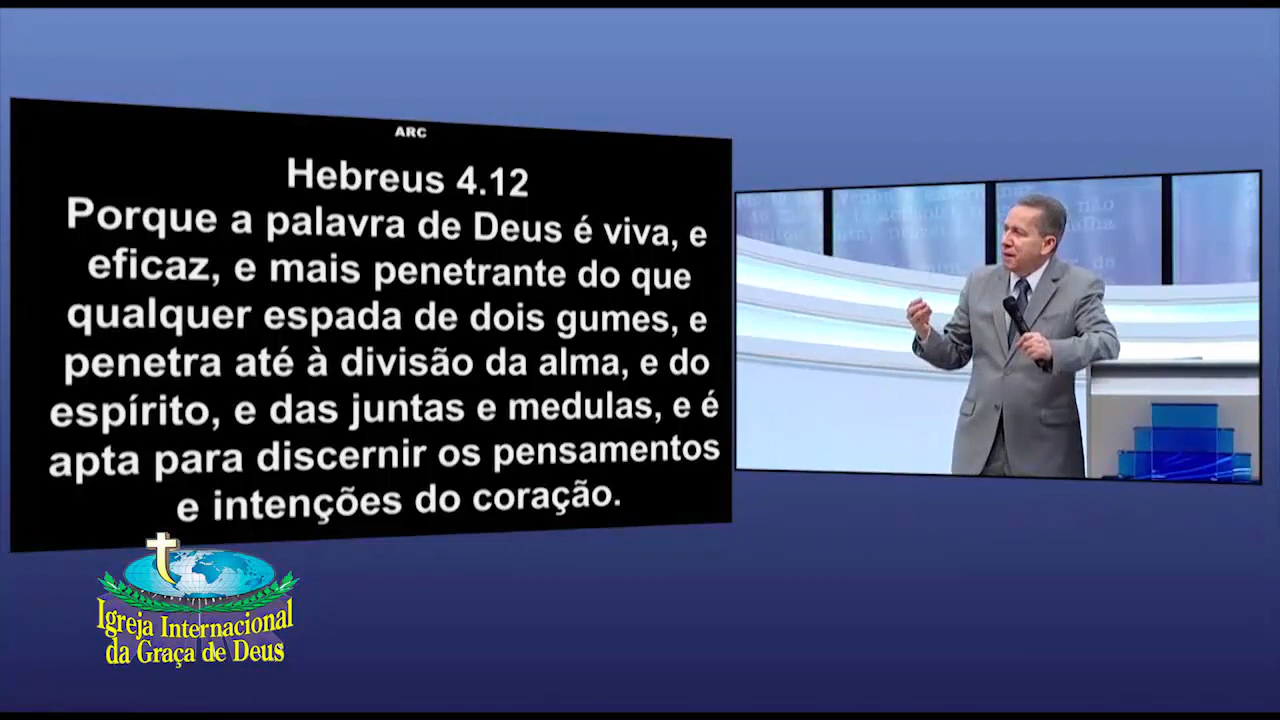 ARC
Hebreus 4.12
Porque a palavra de Deus é viva, e
eficaz, e mais penetrante do que
qualquer espada de dois gumes, e
penetra até à divisão da alma, e do
espírito, e das juntas e medulas, e é
apta para discernir os pensamentos
e intenções do coração.
Igreja Internacional
da Graça de Deus